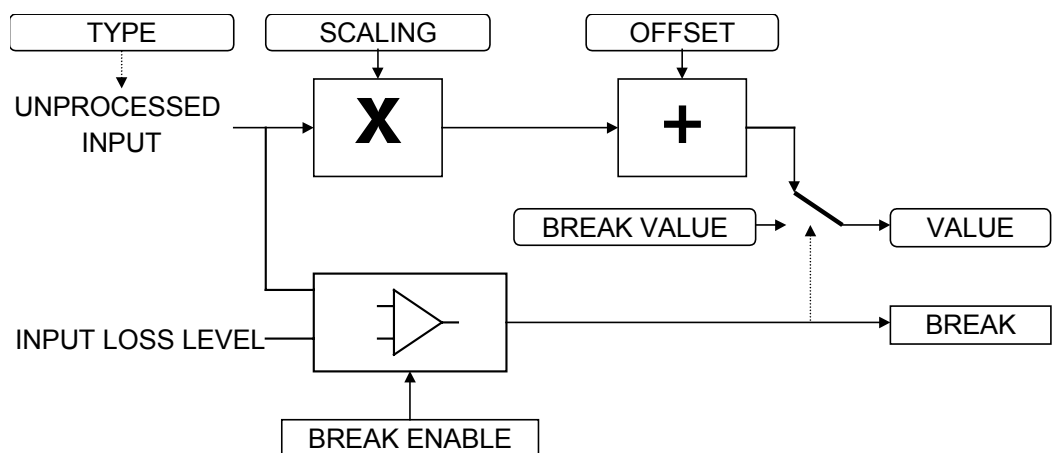 TYPE
SCALING
OFFSET
UNPROCESSED
INPUT
X
+
BREAK VALUE
VALUE
INPUT LOSS LEVEL
BREAK
BREAK ENABLE